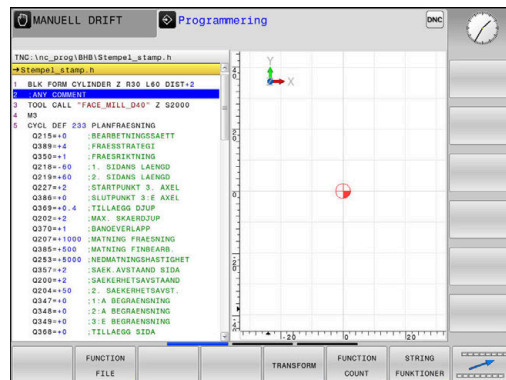 MANUELL DRIFT
Programmering
DNC
TNC:\nc_prog\BHB\Stempel_stamp.h
→Stempel_stamp.h
1 BLK FORM CYLINDER Z R30 L60 DIST+2
2 ;ANY COMMENT
3 TOOL CALL "FACE_MILL_D40" Z S2000
4 M3
5 CYCL DEF 233 PLANFRAESNING
Q215=+0 ;BEARBETNINGSSAETT
Q389=+4 ;FRAESSTRATEGI
Q350=+1 ;FRAESRIKTNING
Q218=-60 ;1. SIDANS LAENGD
Q219=+60 ;2. SIDANS LAENGD
Q227=+2 ;STARTPUNKT 3. AXEL
Q386=+0 ;SLUTPUNKT 3:E AXEL
Q369=+0.4 ;TILLAEGG DJUP
Q202=+2 ;MAX. SKAERDJUP
Q370=+1 ;BANOEVERLAPP
Q207=+1000 ;MATNING FRAESNING
Q385=+500 ;MATNING FINBEARB.
Q253=+5000 ;NEDMATNINGSHASTIGHET
Q357=+2 ;SAEK.AVSTAAND SIDA
Q200=+2 ;SAEKERHETSAVSTAAND
Q204=+50 ;2. SAEKERHETSAVST.
Q347=+0 ;1:A BEGRAENSNING
Q348=+0 ;2:A BEGRAENSNING
Q349=+0 ;3:E BEGRAENSNING
Q368=+0 ;TILLAEGG SIDA
Y
X
0
-20
0
20
FUNCTION
FILE
TRANSFORM
FUNCTION
COUNT
STRING
FUNKTIONER